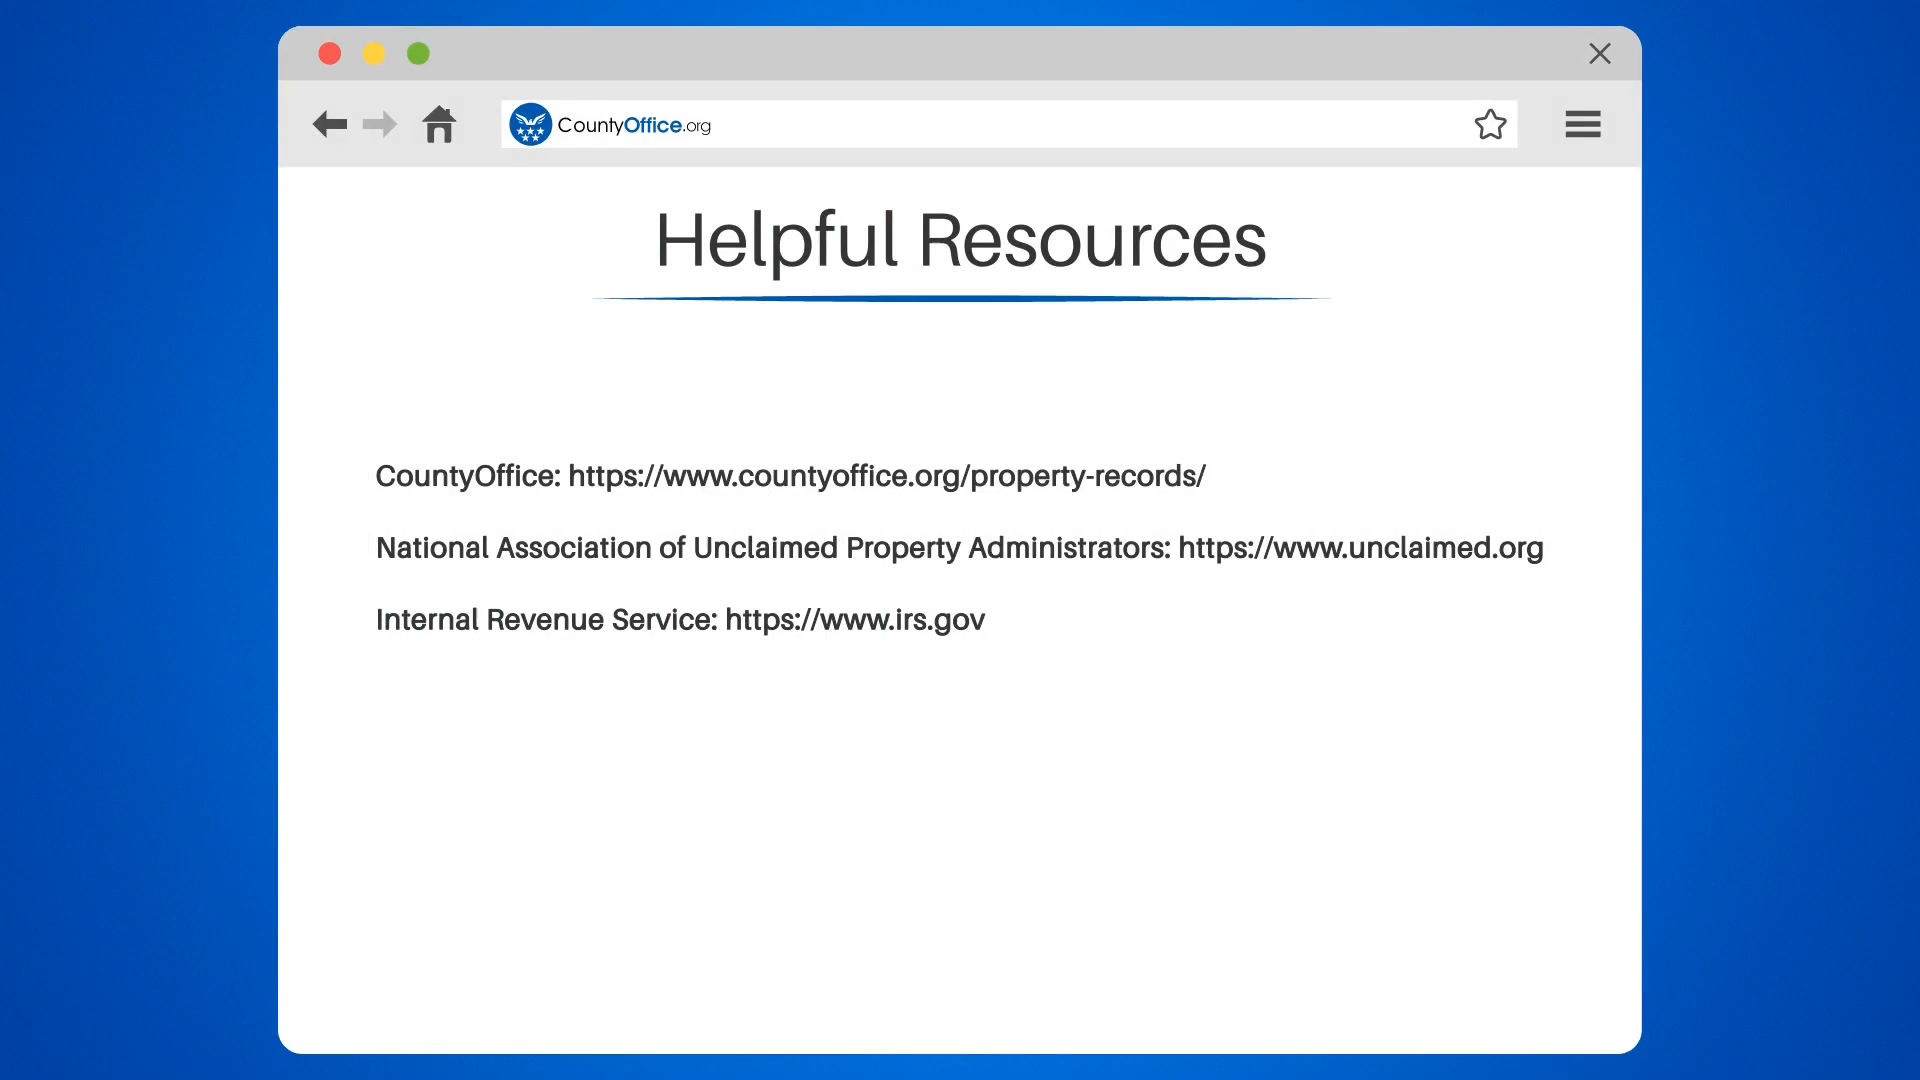 CountyOffice.org
Helpful Resources
CountyOffice: https://www.countyoffice.org/property-records/
National Association of Unclaimed Property Administrators: https://www.unclaimed.org
Internal Revenue Service: https://www.irs.gov